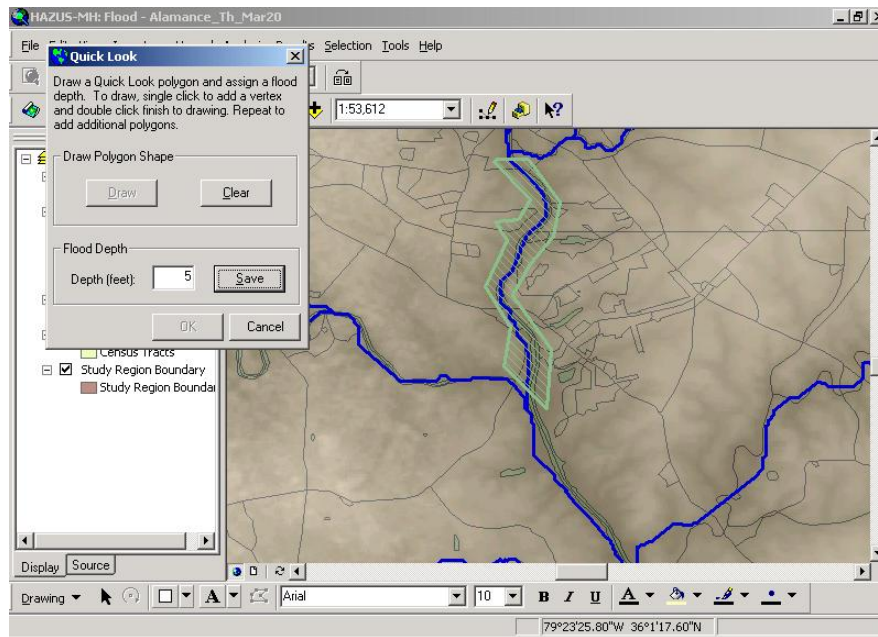 HAZUS-MH: Flood - Alamance_Th_Mar20
File
Selection Tools Help
Quick Look
Draw a Quick Look polygon and assign a flood
depth. To draw, single click to add a vertex
and double click finish to drawing. Repeat to
add additional polygons.
1:53,612
Draw Polygon Shape
Draw
Clear
Flood Depth
Depth (feet):
5
Save
OK
Cancel
Census Tracts
Study Region Boundary
Study Region Boundar
Display
Source
Drawing
A
Arial
10
B I U A
79°23'25.80"W 36°1'17.60"N